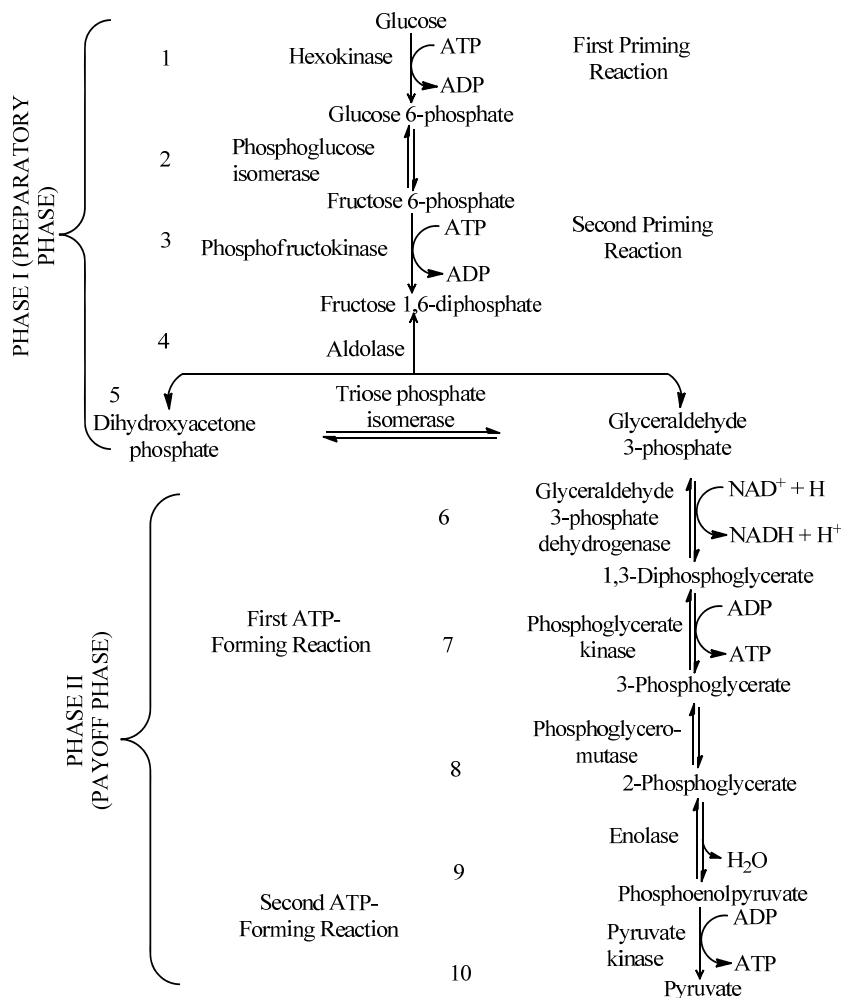 Glucose
1
Hexokinase
ATP
ADP
First Priming
Reaction
Glucose 6-phosphate
2
Phosphoglucose
isomerase
Fructose 6-phosphate
3
Phosphofructokinase
ATP
ADP
Second Priming
Reaction
Fructose 1,6-diphosphate
4
Aldolase
PHASE I (PREPARATORY
PHASE)
5
Dihydroxyacetone
phosphate
Triose phosphate
isomerase
Glyceraldehyde
3-phosphate
6
Glyceraldehyde
3-phosphate
dehydrogenase
NAD⁺ + H
NADH + H⁺
1,3-Diphosphoglycerate
First ATP-
Forming Reaction
7
Phosphoglycerate
kinase
ADP
ATP
3-Phosphoglycerate
PHASE II
(PAYOFF PHASE)
8
Phosphoglycero-
mutase
2-Phosphoglycerate
9
Enolase
H₂O
Phosphoenolpyruvate
Second ATP-
Forming Reaction
10
Pyruvate
kinase
ADP
ATP
Pyruvate